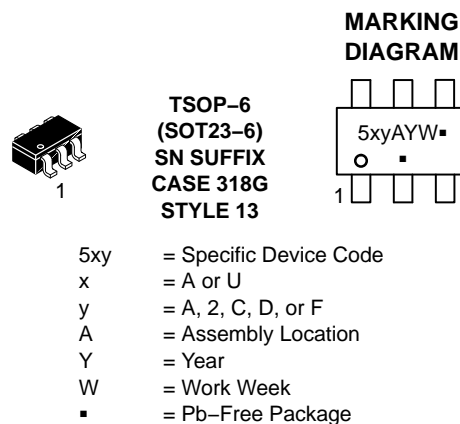 MARKING
DIAGRAM
TSOP−6
(SOT23−6)
SN SUFFIX
CASE 318G
STYLE 13
1
5xyAYW▪
▪
1
5xy = Specific Device Code
x = A or U
y = A, 2, C, D, or F
A = Assembly Location
Y = Year
W = Work Week
▪ = Pb−Free Package